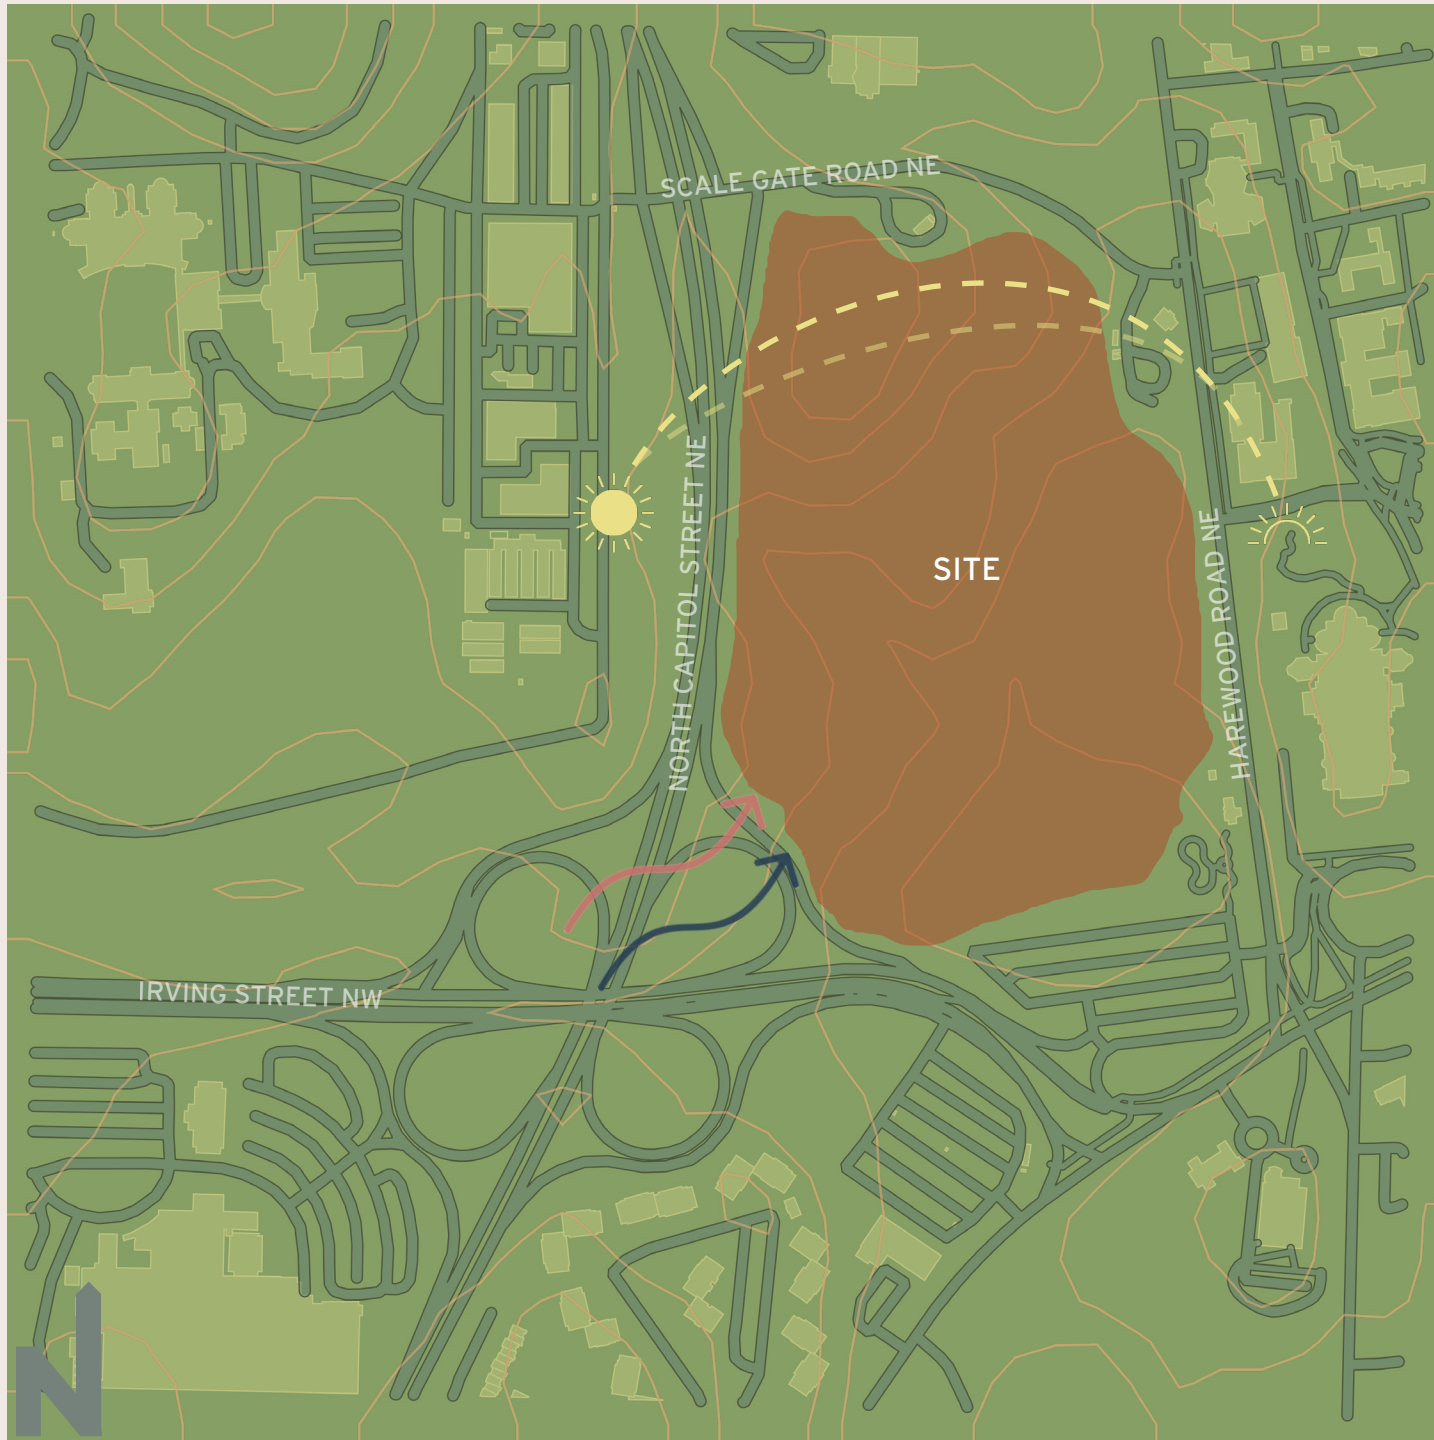 SCALE GATE ROAD NE
NORTH CAPITOL STREET NE
SITE
HAREWOOD ROAD NE
IRVING STREET NW
N